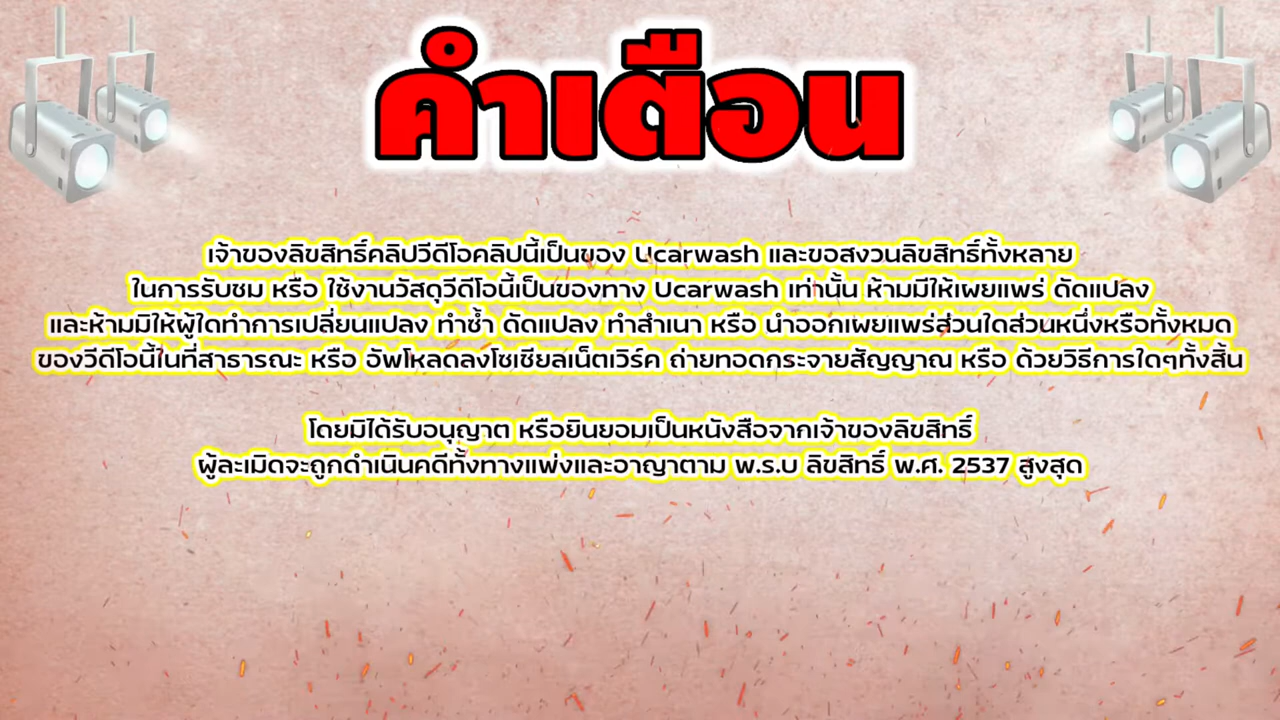 คำเตือน
เจ้าของลิขสิทธิ์คลิปวีดีโอคลิปนี้เป็นของ Ucarwash และขอสงวนลิขสิทธิ์ทั้งหลาย
ในการรับชม หรือ ใช้งานวัสดุวีดีโอนี้เป็นของทาง Ucarwash เท่านั้น ห้ามมีให้เผยแพร่ ดัดแปลง
และห้ามมิให้ผู้ใดทำการเปลี่ยนแปลง ทำซ้ำ ดัดแปลง ทำสำเนา หรือ นำออกเผยแพร่ส่วนใดส่วนหนึ่งหรือทั้งหมด
ของวีดีโอนี้ในที่สาธารณะ หรือ อัพโหลดลงโซเชียลเน็ตเวิร์ค ถ่ายทอดกระจายสัญญาณ หรือ ด้วยวิธีการใดๆทั้งสิ้น
โดยมิได้รับอนุญาต หรือยินยอมเป็นหนังสือจากเจ้าของลิขสิทธิ์
ผู้ละเมิดจะถูกดำเนินคดีทั้งทางแพ่งและอาญาตาม พ.ร.บ ลิขสิทธิ์ พ.ศ. 2537 สูงสุด